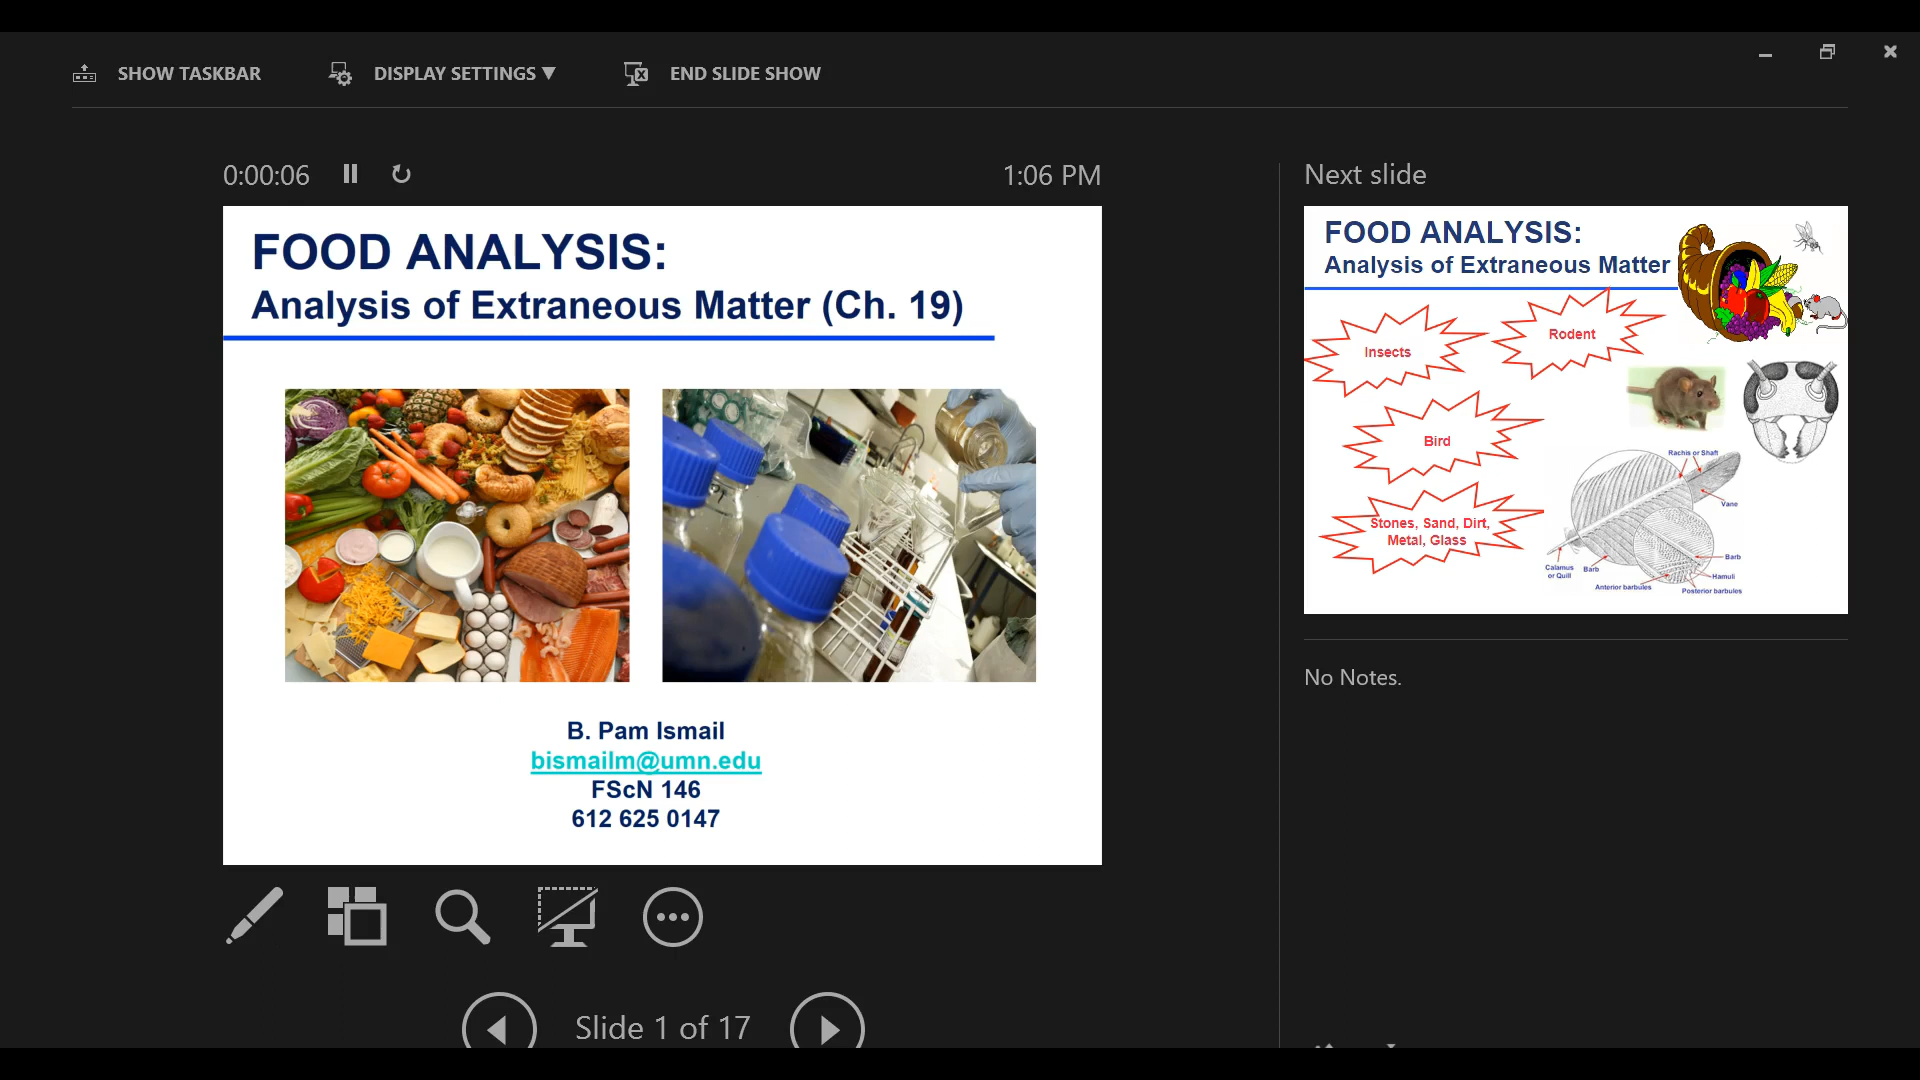 SHOW TASKBAR
DISPLAY SETTINGS ▼
END SLIDE SHOW
0:00:06
1:06 PM
FOOD ANALYSIS:
Analysis of Extraneous Matter (Ch. 19)
B. Pam Ismail
bismailm@umn.edu
FScN 146
612 625 0147
Slide 1 of 17
Next slide
FOOD ANALYSIS:
Analysis of Extraneous Matter
Insects
Rodent
Bird
Stones, Sand, Dirt,
Metal, Glass
Rachis or Shaft
Vane
Barb
Hamuli
Posterior barbules
Anterior barbules
Barb
Calamus
or Quill
No Notes.